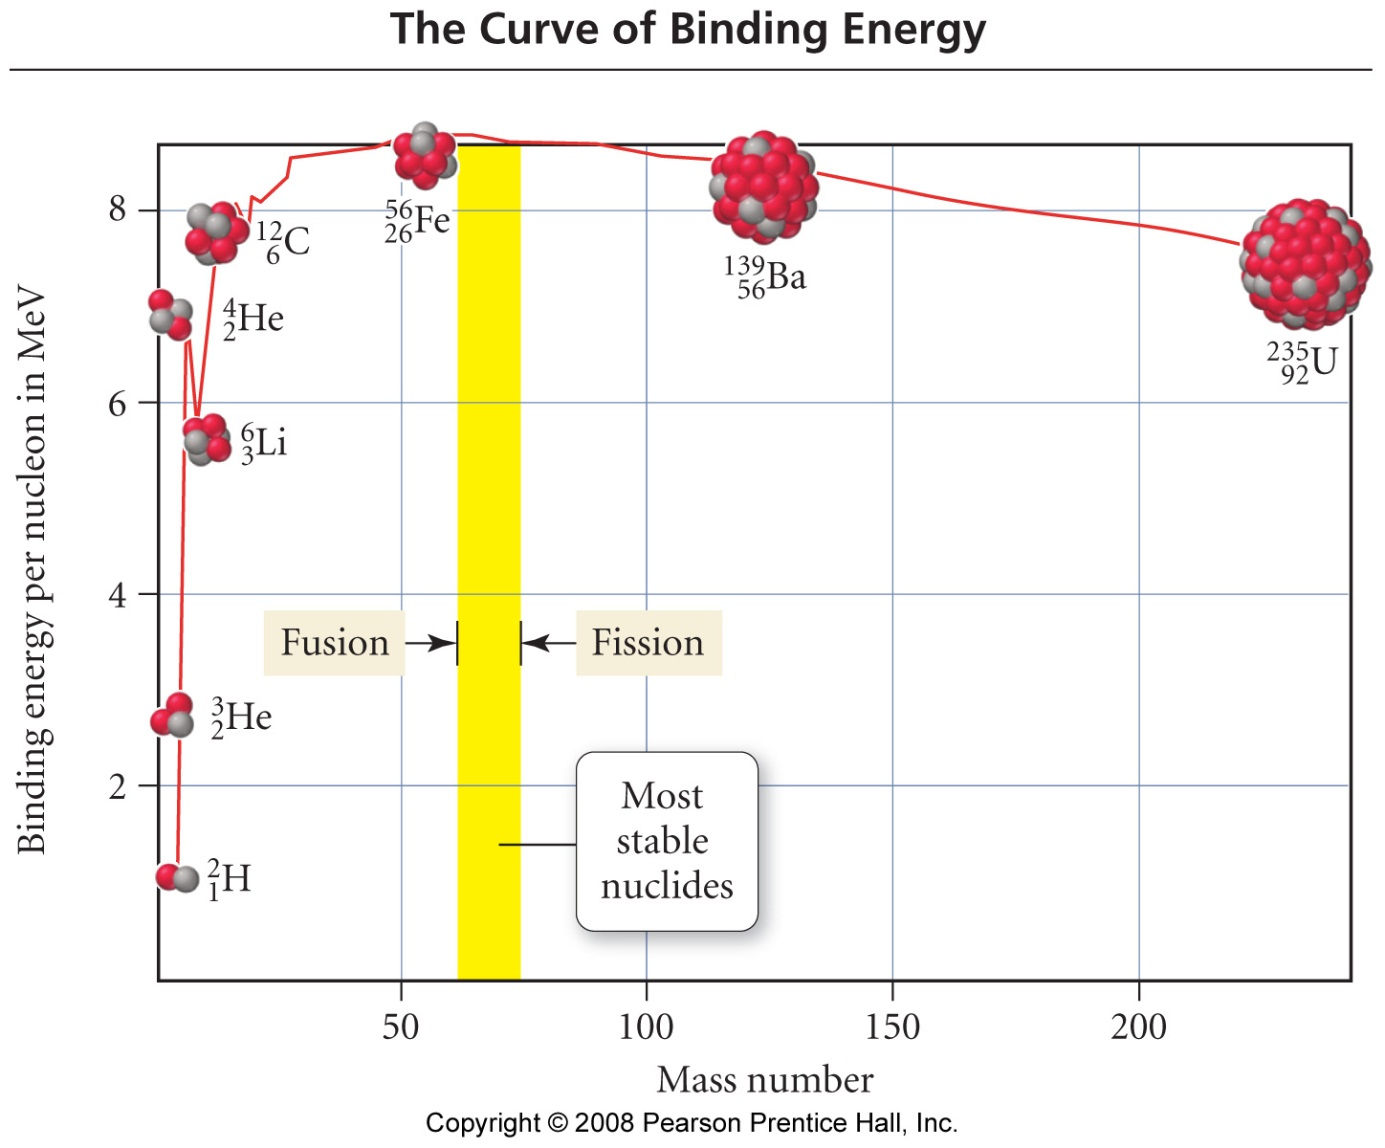 The Curve of Binding Energy
Binding energy per nucleon in MeV
8
6
4
2
56
26Fe
12
6C
4
2He
6
3Li
3
2He
2
1H
139
56Ba
235
92U
Fusion
Fission
Most
stable
nuclides
50
100
150
200
Mass number
Copyright © 2008 Pearson Prentice Hall, Inc.